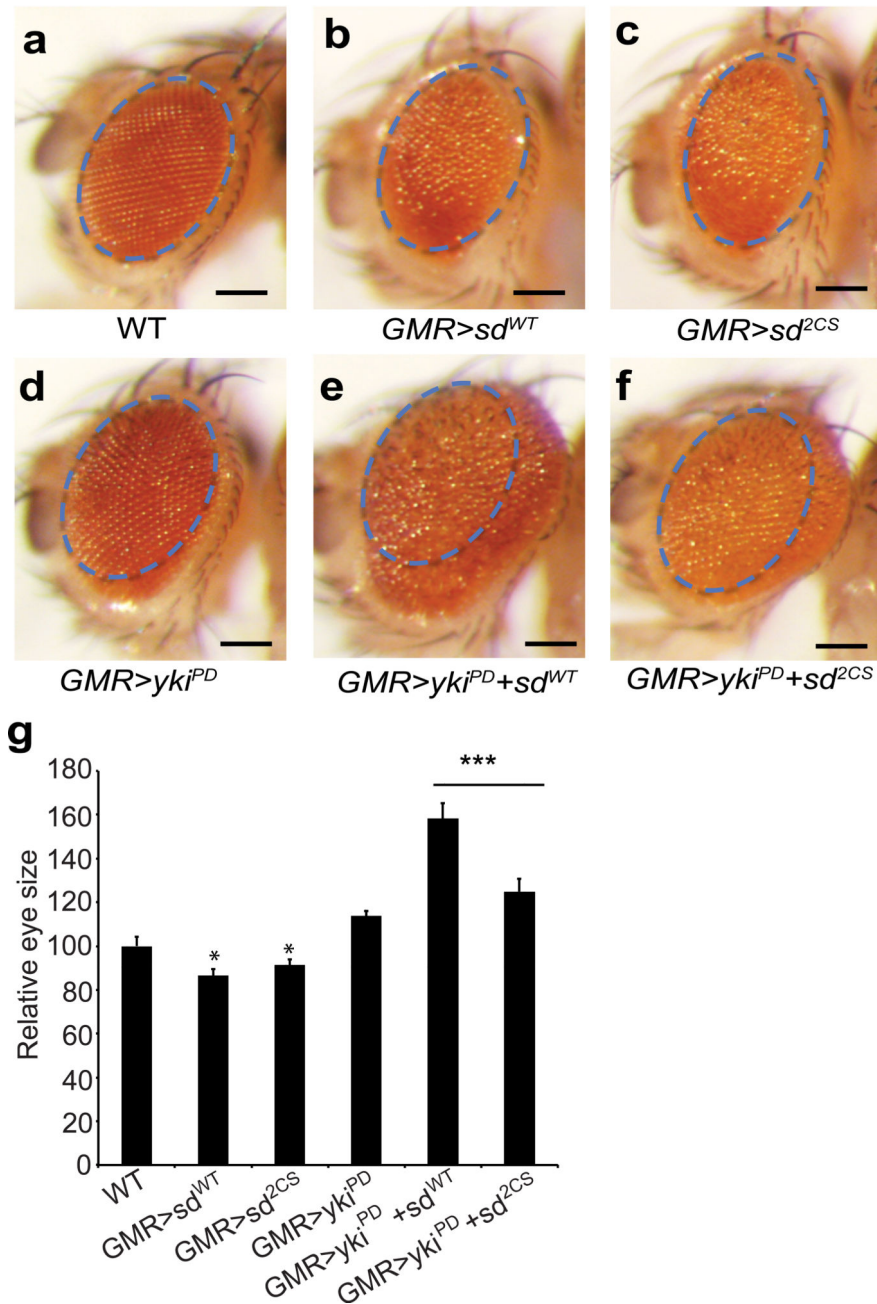 a
b
c
WT
GMR>sd^WT
GMR>sd^2CS
d
e
f
GMR>yki^PD
GMR>yki^PD+sd^WT
GMR>yki^PD+sd^2CS
g
Relative eye size
180
160
140
120
100
80
60
40
20
0
*
*
***
WT
GMR>sd^WT
GMR>sd^2CS
GMR>yki^PD
GMR>yki^PD +sd^WT
GMR>yki^PD +sd^2CS